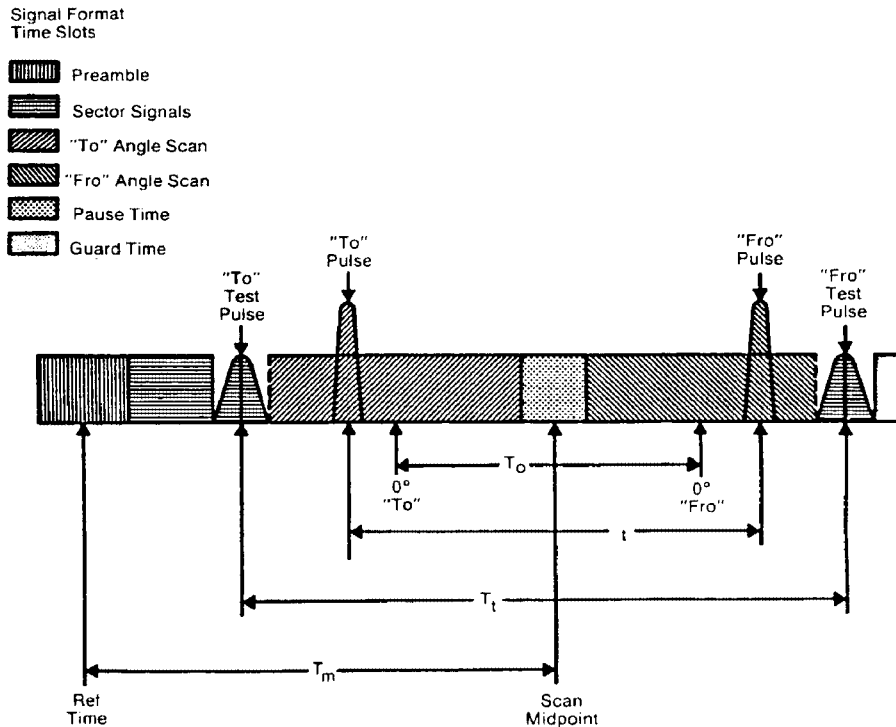 Signal Format
Time Slots
Preamble
Sector Signals
"To" Angle Scan
"Fro" Angle Scan
Pause Time
Guard Time
"To"
Test
Pulse
"To"
Pulse
"Fro"
Pulse
"Fro"
Test
Pulse
To
0°
"To"
0°
"Fro"
t
Tt
Tm
Ref
Time
Scan
Midpoint